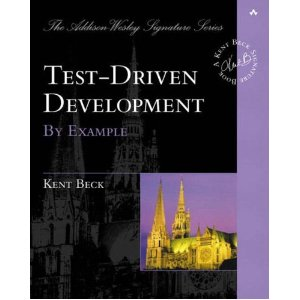 The Addison-Wesley Signature Series
A KENT BECK SIGNATURE BOOK
TEST-DRIVEN
DEVELOPMENT
BY EXAMPLE
KENT BECK